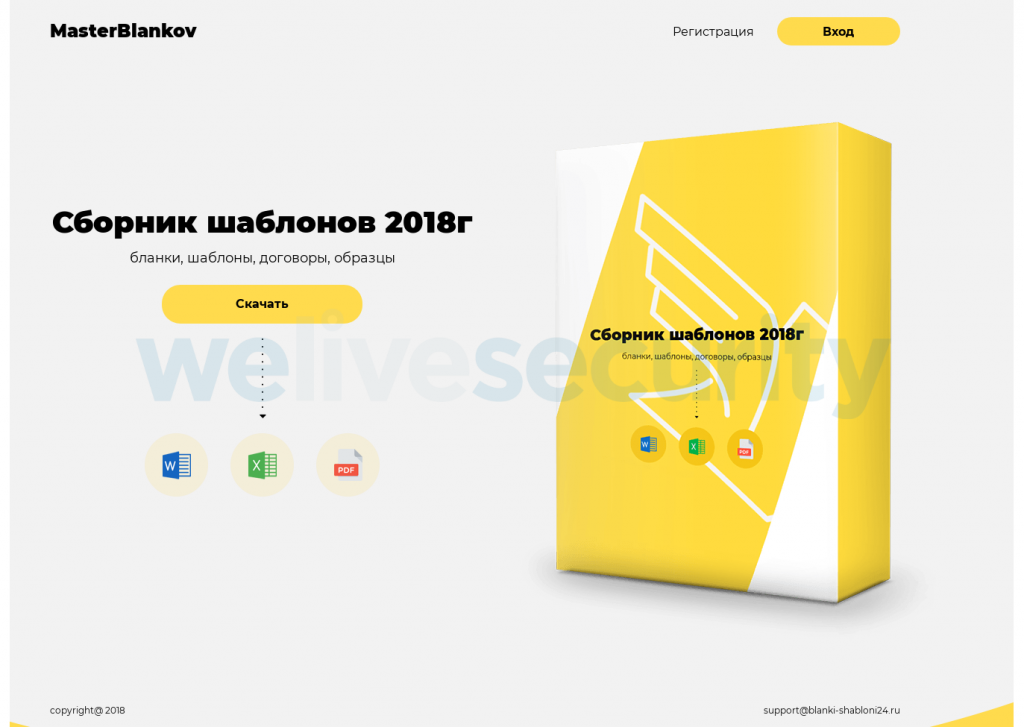 MasterBlankov
Регистрация
Вход
Сборник шаблонов 2018г
бланки, шаблоны, договоры, образцы
Скачать
welivesecurity
Сборник шаблонов 2018г
бланки, шаблоны, договоры, образцы
W
X
PDF
W
X
PDF
copyright@ 2018
support@blanki-shabloni24.ru